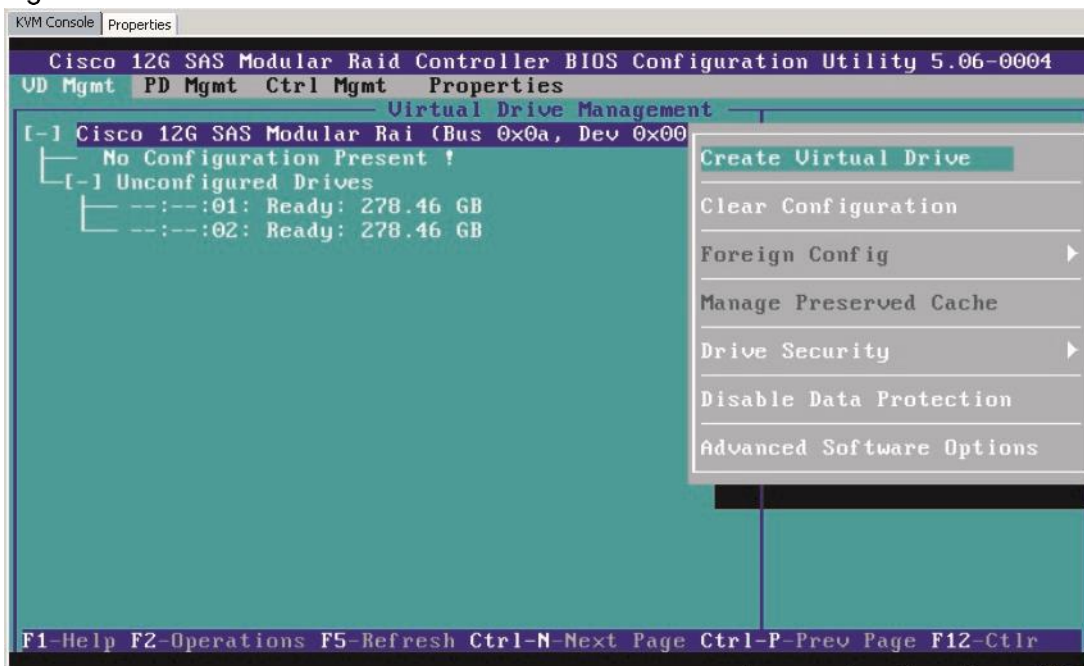 KVM Console Properties
Cisco 12G SAS Modular Raid Controller BIOS Configuration Utility 5.06-0004
VD Mgmt PD Mgmt Ctrl Mgmt Properties
Virtual Drive Management
[-] Cisco 12G SAS Modular Rai (Bus 0x0a, Dev 0x00
No Configuration Present !
[-] Unconfigured Drives
--:--:01: Ready: 278.46 GB
--:--:02: Ready: 278.46 GB
Create Virtual Drive
Clear Configuration
Foreign Config
Manage Preserved Cache
Drive Security
Disable Data Protection
Advanced Software Options
F1-Help F2-Operations F5-Refresh Ctrl-N-Next Page Ctrl-P-Prev Page F12-Ctlr